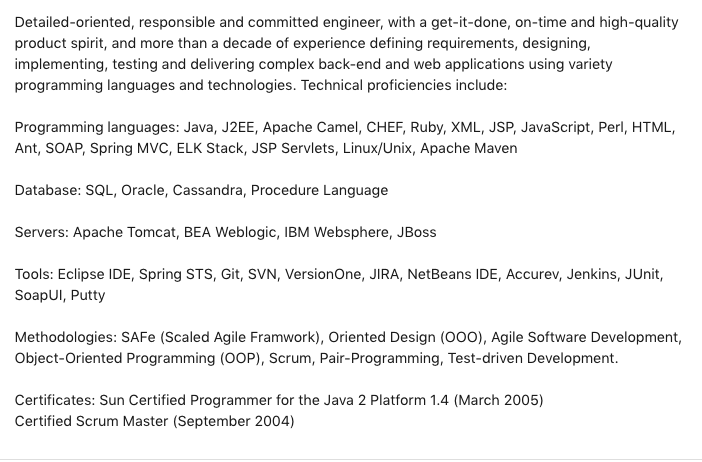 Detailed-oriented, responsible and committed engineer, with a get-it-done, on-time and high-quality
product spirit, and more than a decade of experience defining requirements, designing,
implementing, testing and delivering complex back-end and web applications using variety
programming languages and technologies. Technical proficiencies include:
Programming languages: Java, J2EE, Apache Camel, CHEF, Ruby, XML, JSP, JavaScript, Perl, HTML,
Ant, SOAP, Spring MVC, ELK Stack, JSP Servlets, Linux/Unix, Apache Maven
Database: SQL, Oracle, Cassandra, Procedure Language
Servers: Apache Tomcat, BEA Weblogic, IBM Websphere, JBoss
Tools: Eclipse IDE, Spring STS, Git, SVN, VersionOne, JIRA, NetBeans IDE, Accurev, Jenkins, JUnit,
SoapUI, Putty
Methodologies: SAFe (Scaled Agile Framwork), Oriented Design (OOO), Agile Software Development,
Object-Oriented Programming (OOP), Scrum, Pair-Programming, Test-driven Development.
Certificates: Sun Certified Programmer for the Java 2 Platform 1.4 (March 2005)
Certified Scrum Master (September 2004)